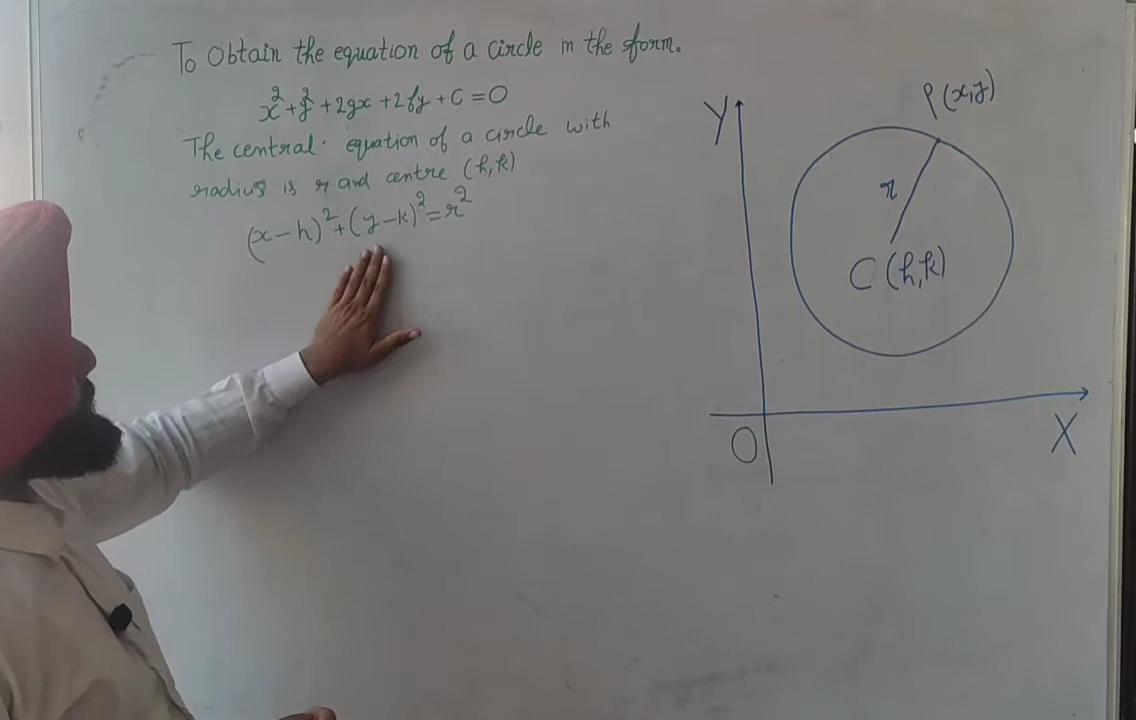 To obtain the equation of a circle in the form.
x²+y²+2gx+2fy+C=0
The central equation of a circle with
radius is r and centre (h,k)
(x-h)²+(y-k)²=r²
P(x,y)
Y
r
C(h,k)
O
X